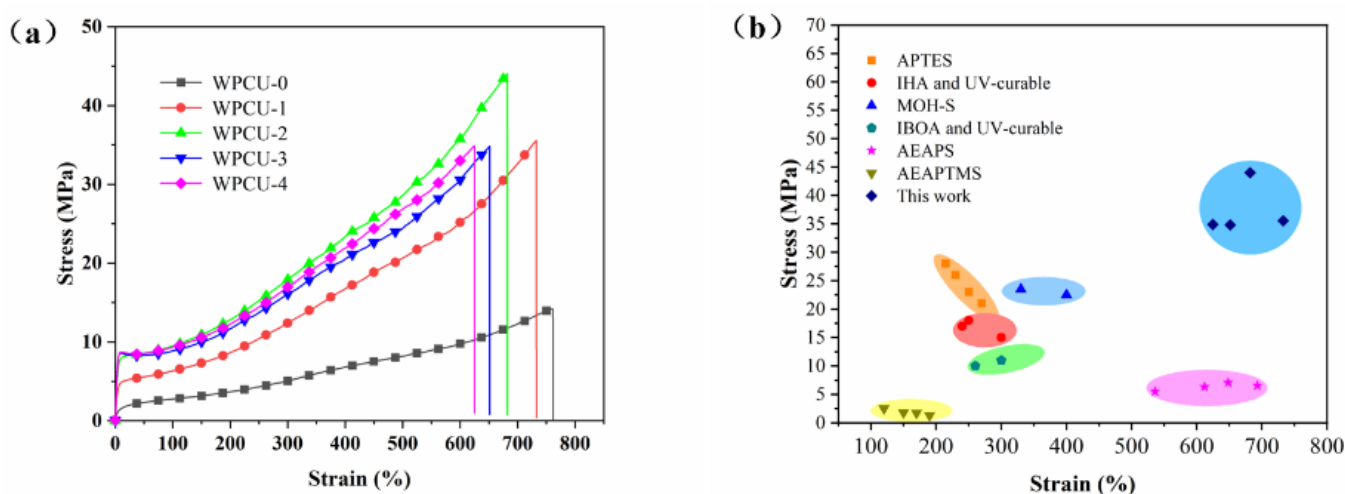 (a)
50
40
30
20
10
0
Stress (MPa)
WPCU-0
WPCU-1
WPCU-2
WPCU-3
WPCU-4
0 100 200 300 400 500 600 700 800
Strain (%)
(b)
70
65
60
55
50
45
40
35
30
25
20
15
10
5
0
Stress (MPa)
APTES
IHA and UV-curable
MOH-S
IBOA and UV-curable
AEAPS
AEAPTMS
This work
100 200 300 400 500 600 700 800
Strain (%)